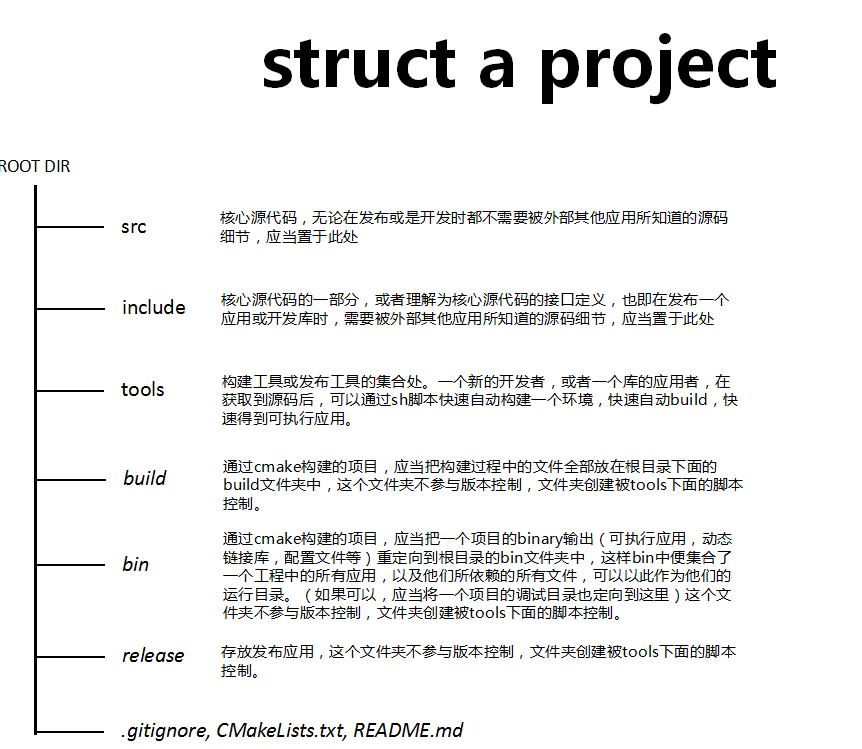 struct a project
ROOT DIR
src
核心源代码，无论在发布或是开发时都不需要被外部其他应用所知道的源码
细节，应当置于此处
include
核心源代码的一部分，或者理解为核心源代码的接口定义，也即在发布一个
应用或开发库时，需要被外部其他应用所知道的源码细节，应当置于此处
tools
构建工具或发布工具的集合处。一个新的开发者，或者一个库的应用者，在
获取到源码后，可以通过sh脚本快速自动构建一个环境，快速自动build，快
速得到可执行应用。
build
通过cmake构建的项目，应当把构建过程中的文件全部放在根目录下面的
build文件夹中，这个文件夹不参与版本控制，文件夹创建被tools下面的脚本
控制。
bin
通过cmake构建的项目，应当把一个项目的binary输出（可执行应用，动态
链接库，配置文件等）重定向到根目录的bin文件夹中，这样bin中便集合了
一个工程中的所有应用，以及他们所依赖的所有文件，可以以此作为他们的
运行目录。（如果可以，应当将一个项目的调试目录也定向到这里）这个文
件夹不参与版本控制，文件夹创建被tools下面的脚本控制。
release
存放发布应用，这个文件夹不参与版本控制，文件夹创建被tools下面的脚本
控制。
.gitignore, CMakeLists.txt, README.md